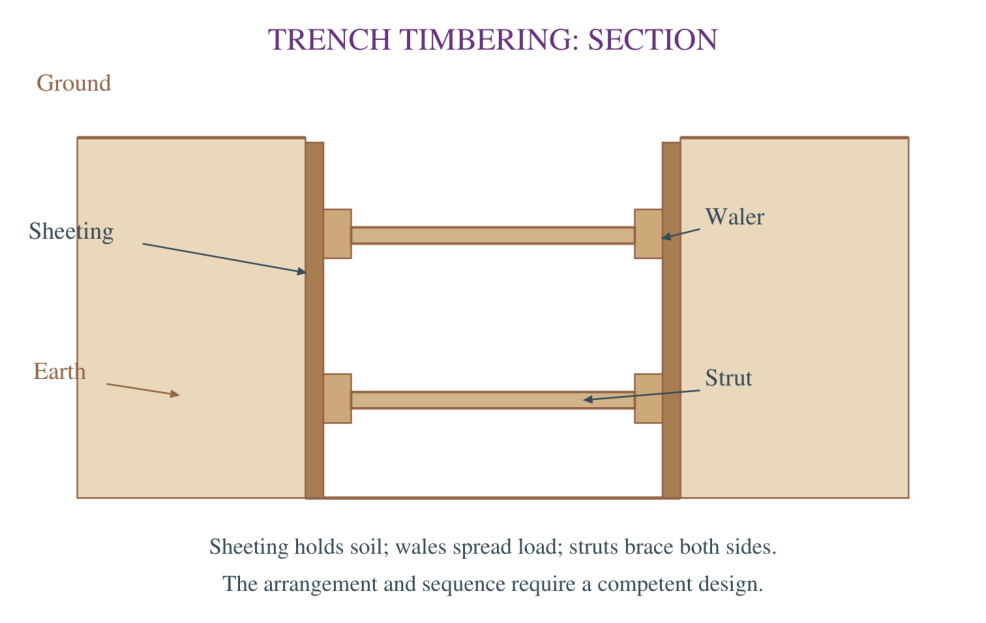 TRENCH TIMBERING: SECTION
Ground
Waler
Sheeting
Earth
Strut
Sheeting holds soil; wales spread load; struts brace both sides.
The arrangement and sequence require a competent design.